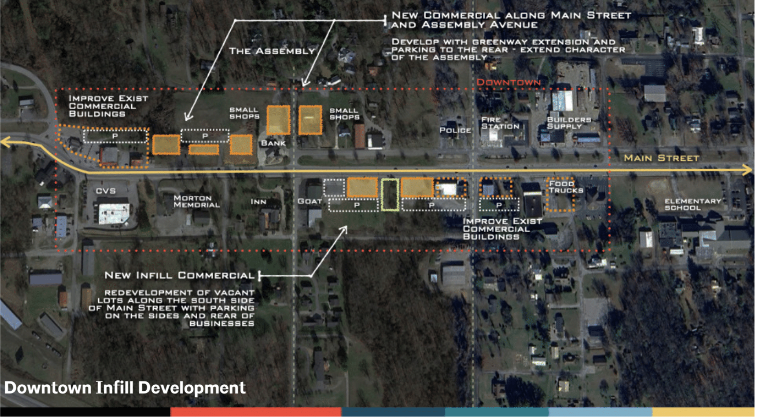 New Commercial along Main Street
and Assembly Avenue
Develop with greenway extension and
parking to the rear - extend character
of the Assembly
The Assembly
Downtown
Improve Exist
Commercial
Buildings
P
P
Small
Shops
Small
Shops
Bank
Police
Fire
Station
Builders
Supply
Main Street
CVS
Morton
Memorial
Inn
Goat
P
P
P
Food
Trucks
Elementary
School
Improve Exist
Commercial
Buildings
New Infill Commercial
redevelopment of vacant
lots along the south side
of Main Street with parking
on the sides and rear of
businesses
Downtown Infill Development